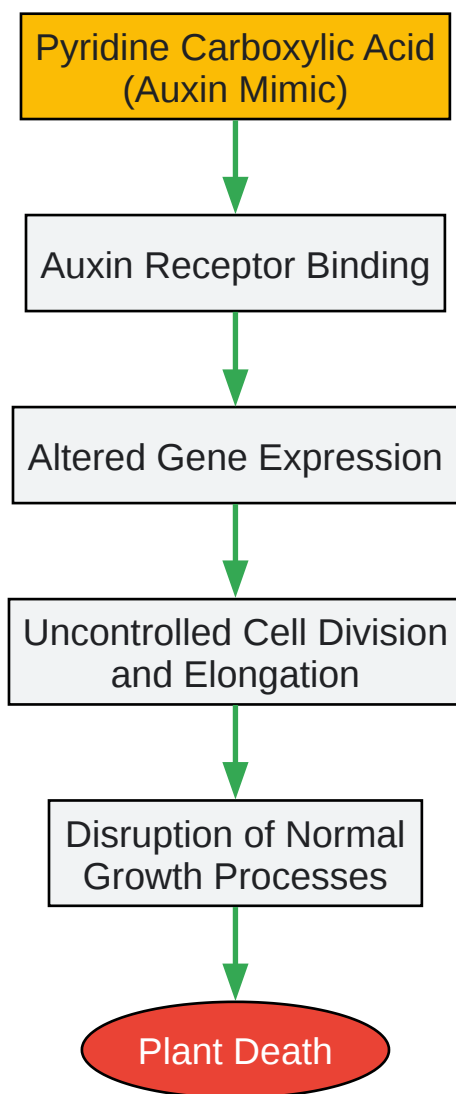 Pyridine Carboxylic Acid
(Auxin Mimic)
Auxin Receptor Binding
Altered Gene Expression
Uncontrolled Cell Division
and Elongation
Disruption of Normal
Growth Processes
Plant Death